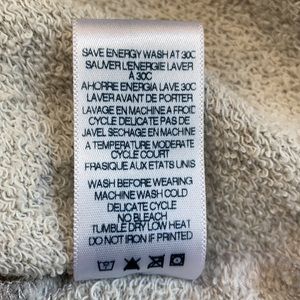 SAVE ENERGY WASH AT 30C
SAUVER L'ENERGIE LAVER
À 30C
AHORRE ENERGIA LAVE 30C
LAVER AVANT DE PORTER
LAVAGE EN MACHINE A FROID
CYCLE DELICATE PAS DE
JAVEL SECHAGE EN MACHINE
A TEMPERATURE MODERATE
CYCLE COURT
FRASIQUE AUX ETATS UNIS
WASH BEFORE WEARING
MACHINE WASH COLD
DELICATE CYCLE
NO BLEACH
TUMBLE DRY LOW HEAT
DO NOT IRON IF PRINTED